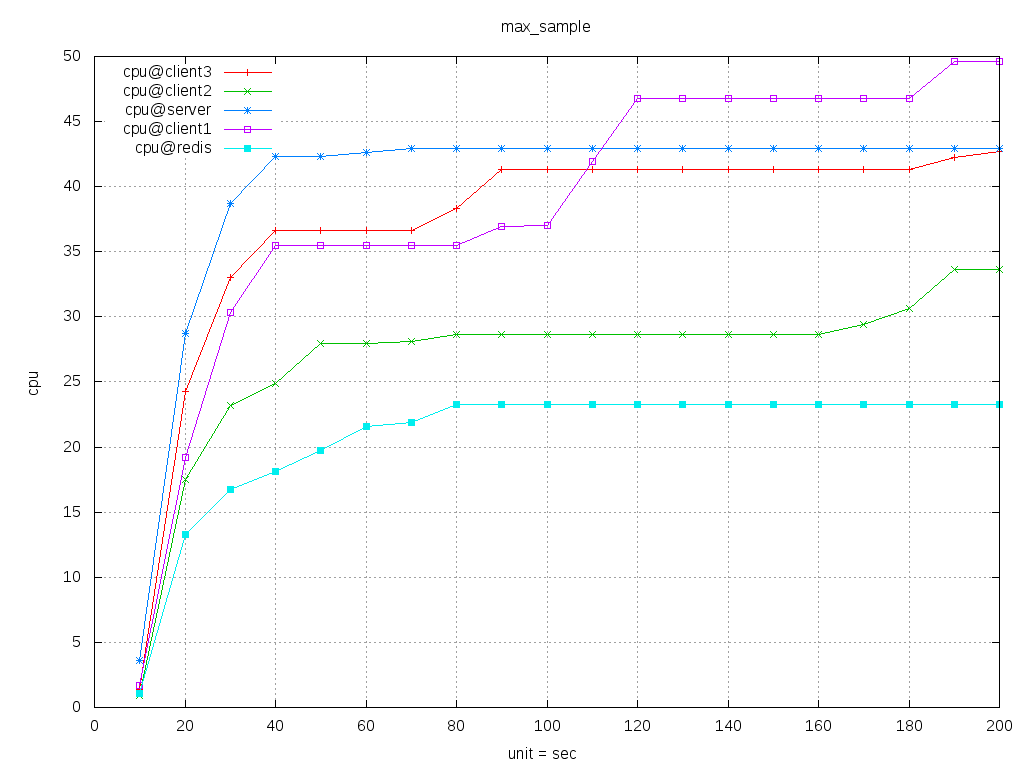 max_sample
50
45
40
35
30
25
20
15
10
5
0
cpu
cpu@client3
cpu@client2
cpu@server
cpu@client1
cpu@redis
0 20 40 60 80 100 120 140 160 180 200
unit = sec